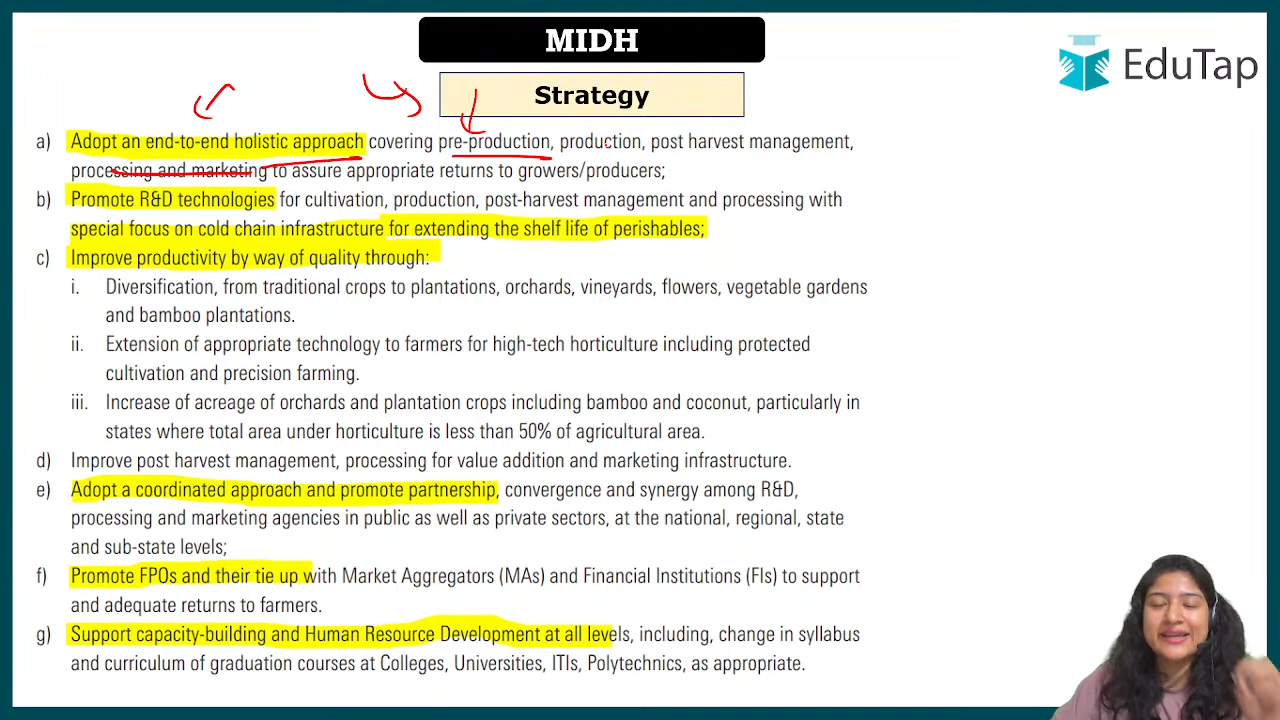 MIDH
EduTap
Strategy
a) Adopt an end-to-end holistic approach covering pre-production, production, post harvest management,
processing and marketing to assure appropriate returns to growers/producers;
b) Promote R&D technologies for cultivation, production, post-harvest management and processing with
special focus on cold chain infrastructure for extending the shelf life of perishables;
c) Improve productivity by way of quality through:
i. Diversification, from traditional crops to plantations, orchards, vineyards, flowers, vegetable gardens
and bamboo plantations.
ii. Extension of appropriate technology to farmers for high-tech horticulture including protected
cultivation and precision farming.
iii. Increase of acreage of orchards and plantation crops including bamboo and coconut, particularly in
states where total area under horticulture is less than 50% of agricultural area.
d) Improve post harvest management, processing for value addition and marketing infrastructure.
e) Adopt a coordinated approach and promote partnership, convergence and synergy among R&D,
processing and marketing agencies in public as well as private sectors, at the national, regional, state
and sub-state levels;
f) Promote FPOs and their tie up with Market Aggregators (MAs) and Financial Institutions (FIs) to support
and adequate returns to farmers.
g) Support capacity-building and Human Resource Development at all levels, including, change in syllabus
and curriculum of graduation courses at Colleges, Universities, ITIs, Polytechnics, as appropriate.